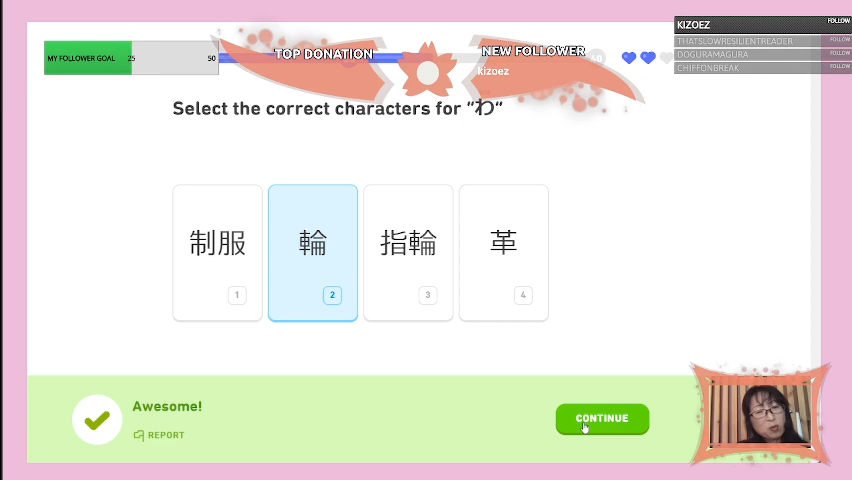 KIZOEZ FOLLOW
THATSLOWRESILIENTREADER FOLLOW
DOGURAMAGURA FOLLOW
CHIFFONBREAK FOLLOW
MY FOLLOWER GOAL 25 50
TOP DONATION
NEW FOLLOWER
kizoez
Select the correct characters for "わ"
制服 輪 指輪 革
1 2 3 4
Awesome!
REPORT
CONTINUE